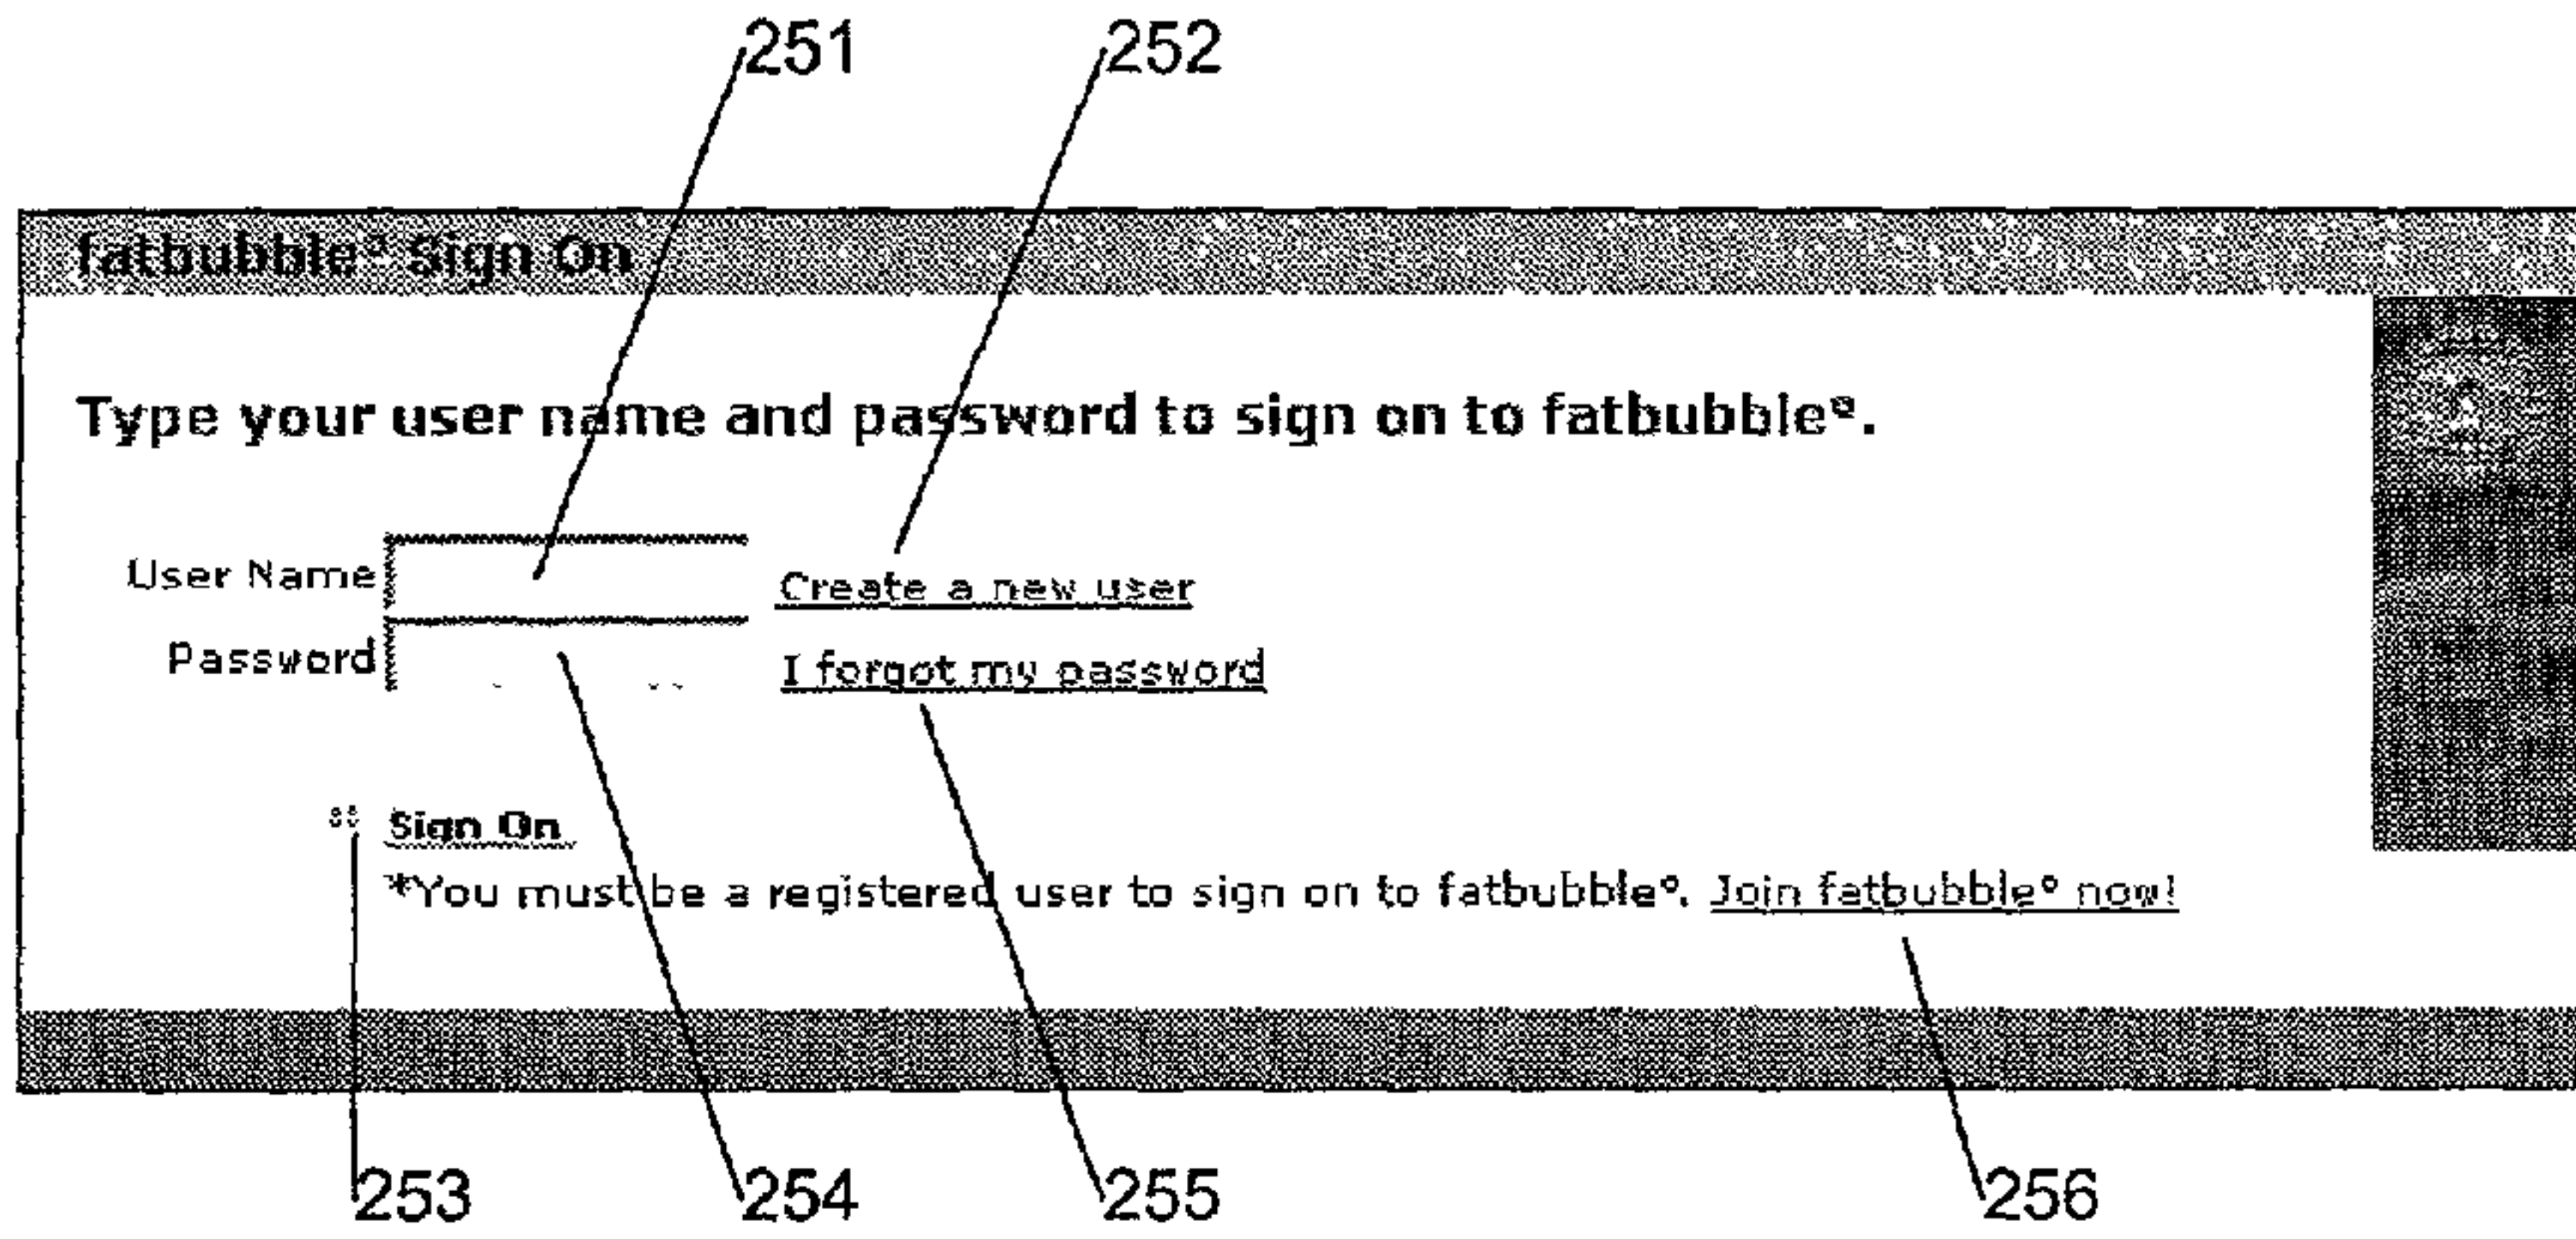 251 252
fatbubble° Sign On
Type your user name and password to sign on to fatbubble°.
User Name Create a new user
Password I forgot my password
Sign On
*You must be a registered user to sign on to fatbubble°. Join fatbubble° now!
253 254 255 256